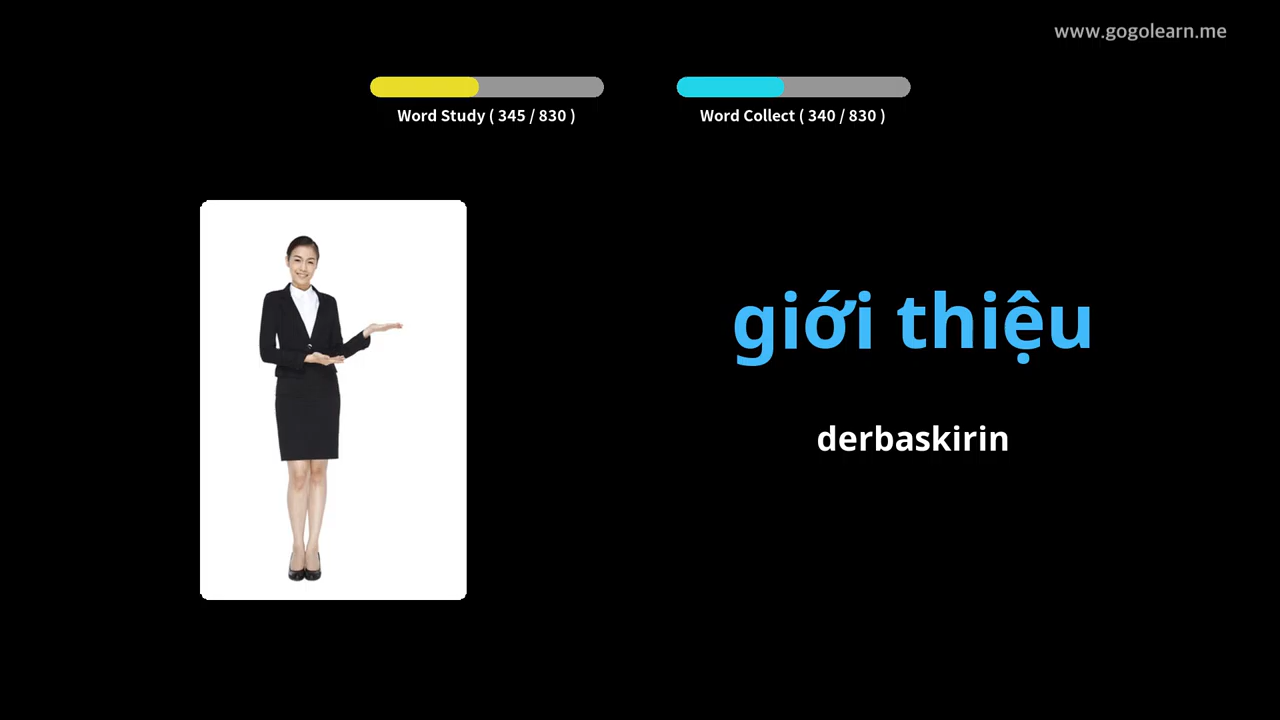 www.gogolearn.me
Word Study ( 345 / 830 )
Word Collect ( 340 / 830 )
giới thiệu
derbaskirin